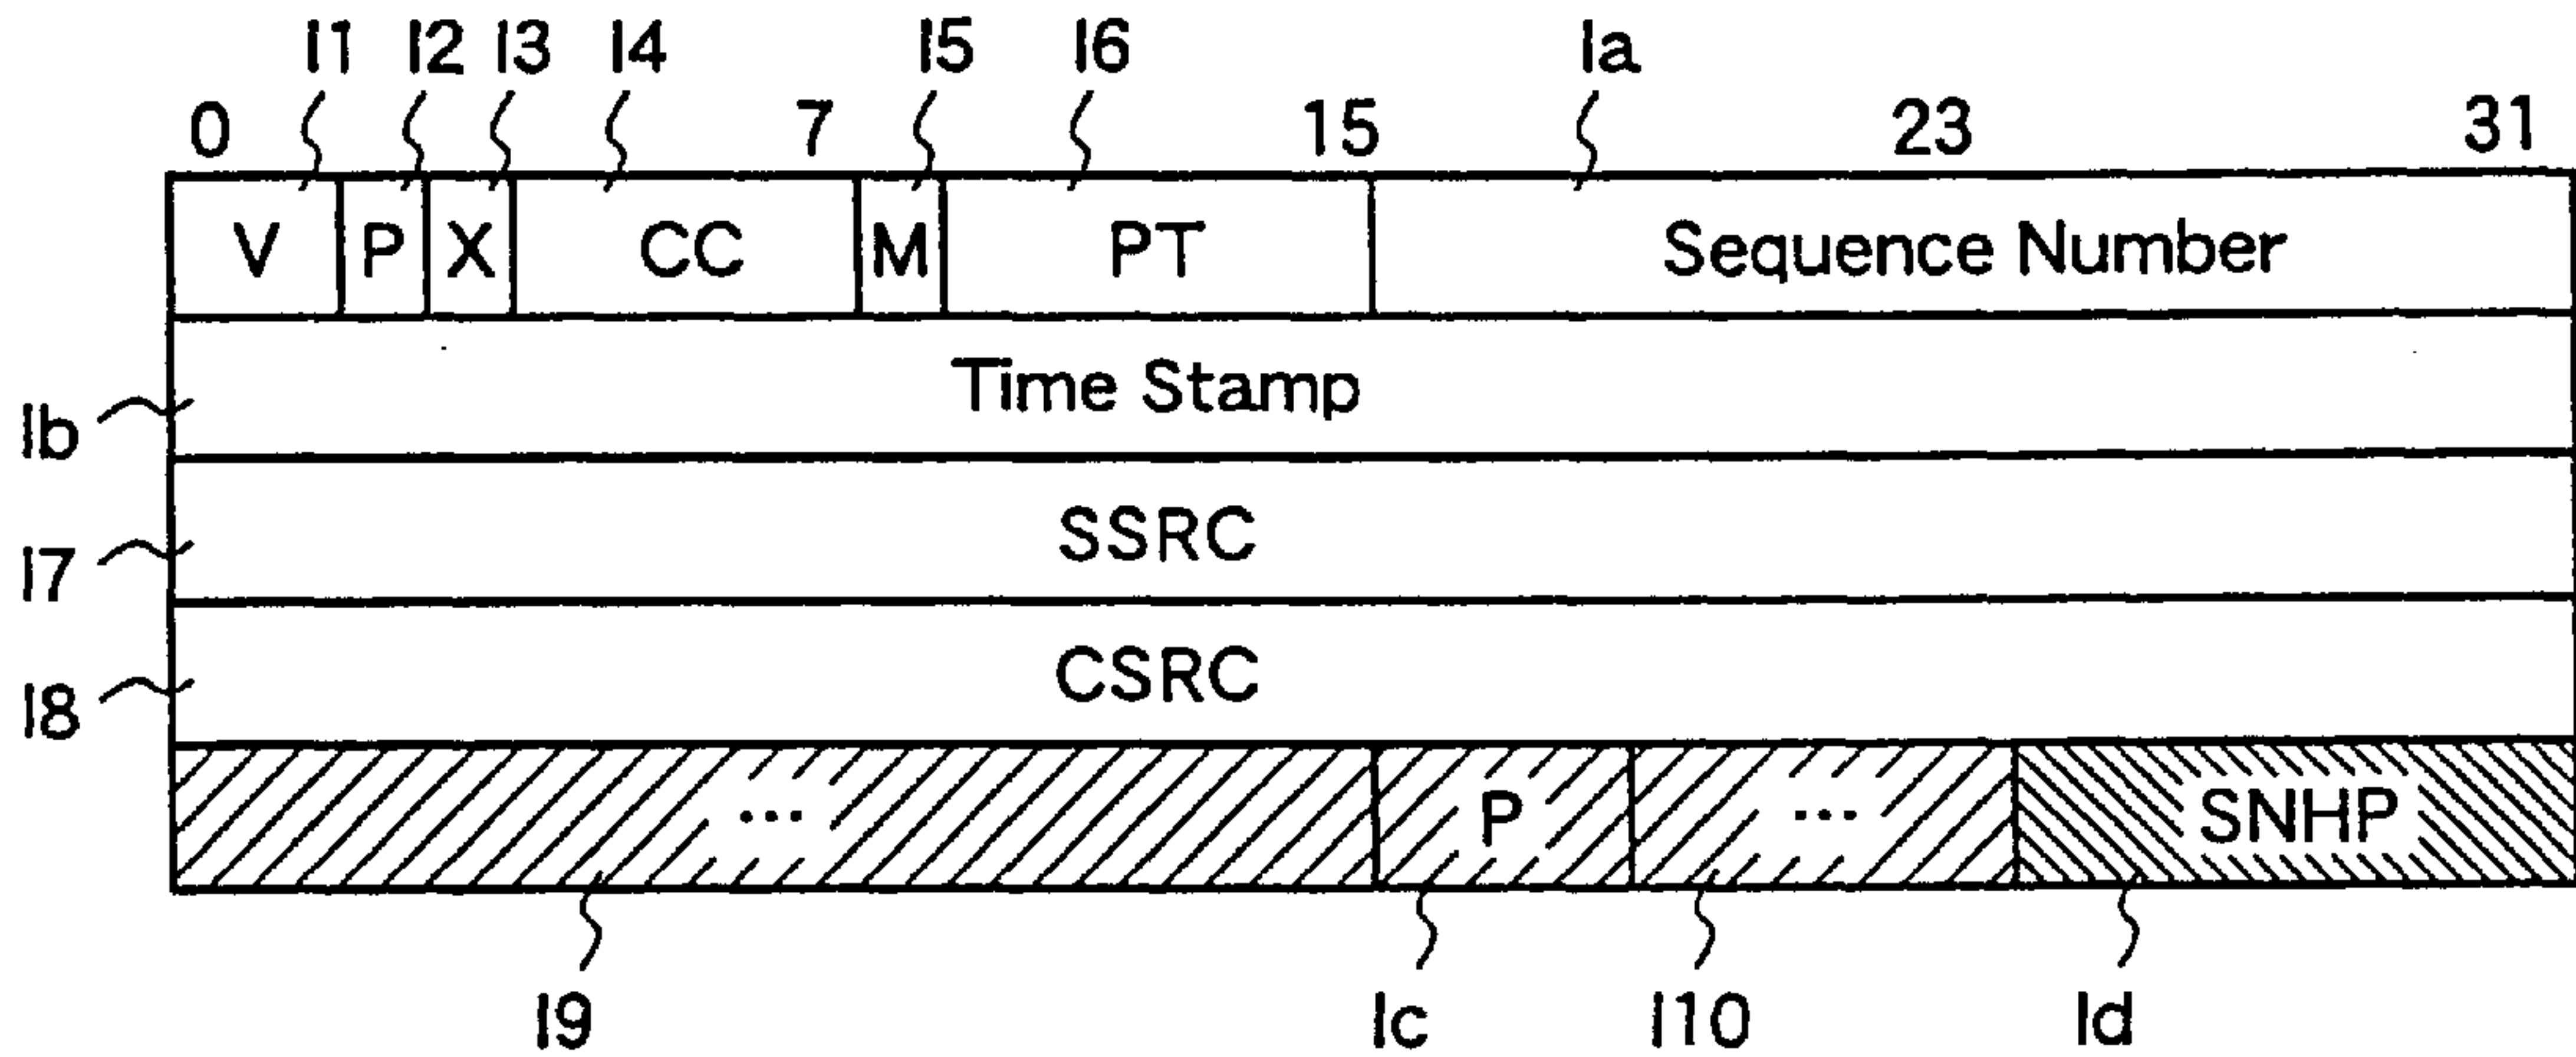 I1 I2 I3 I4 I5 I6 Ia
0 7 15 23 31
V P X CC M PT Sequence Number
Time Stamp
Ib
SSRC
I7
CSRC
I8
... P ... SNHP
I9 Ic I10 Id